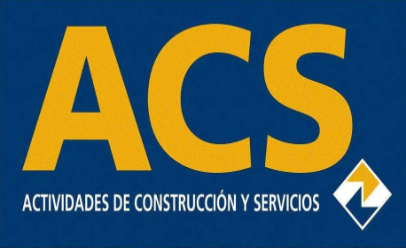 ACS
ACTIVIDADES DE CONSTRUCCIÓN Y SERVICIOS